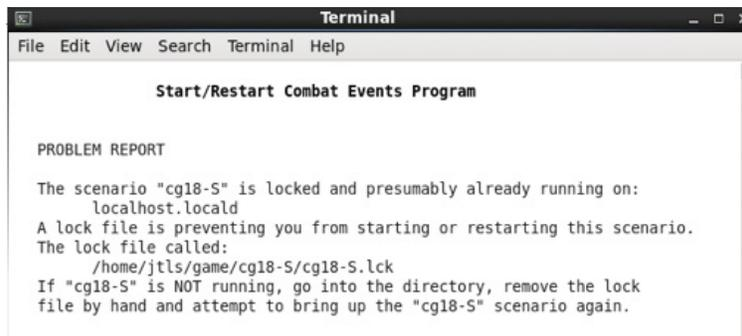 Terminal
File Edit View Search Terminal Help
Start/Restart Combat Events Program
PROBLEM REPORT
The scenario "cg18-S" is locked and presumably already running on:
localhost.locald
A lock file is preventing you from starting or restarting this scenario.
The lock file called:
/home/jtls/game/cg18-S/cg18-S.lck
If "cg18-S" is NOT running, go into the directory, remove the lock
file by hand and attempt to bring up the "cg18-S" scenario again.